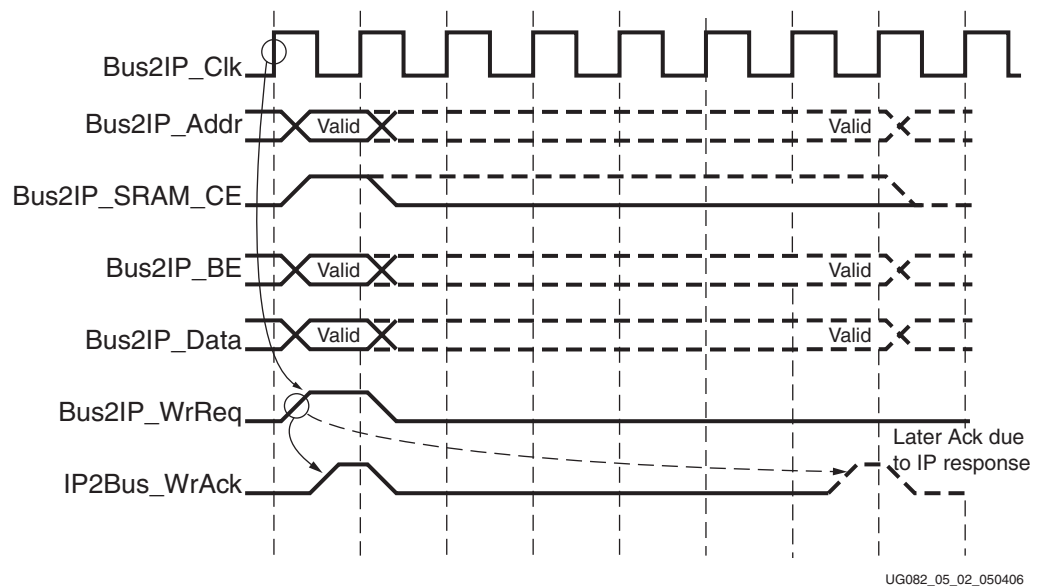 Bus2IP_Clk
Bus2IP_Addr
Valid
Valid
Bus2IP_SRAM_CE
Bus2IP_BE
Valid
Valid
Bus2IP_Data
Valid
Valid
Bus2IP_WrReq
Later Ack due
to IP response
IP2Bus_WrAck
UG082_05_02_050406